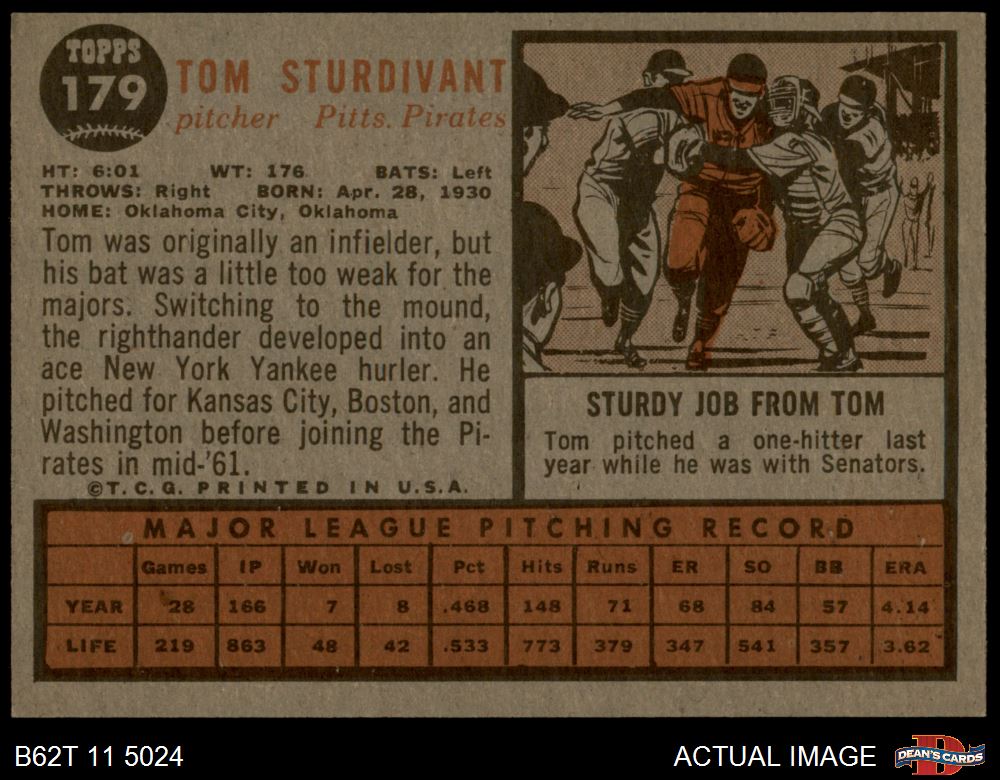 TOPPS
179
TOM STURDIVANT
pitcher Pitts. Pirates
HT: 6:01 WT: 176 BATS: Left
THROWS: Right BORN: Apr. 28, 1930
HOME: Oklahoma City, Oklahoma
Tom was originally an infielder, but
his bat was a little too weak for the
majors. Switching to the mound,
the righthander developed into an
ace New York Yankee hurler. He
pitched for Kansas City, Boston, and
Washington before joining the Pi-
rates in mid-'61.
©T.C.G. PRINTED IN U.S.A.
STURDY JOB FROM TOM
Tom pitched a one-hitter last
year while he was with Senators.
MAJOR LEAGUE PITCHING RECORD
Games IP Won Lost Pct Hits Runs ER SO BB ERA
YEAR 28 166 7 8 .468 148 71 68 84 57 4.14
LIFE 219 863 48 42 .533 773 379 347 541 357 3.62
B62T 11 5024
ACTUAL IMAGE
D
DEAN'S CARDS